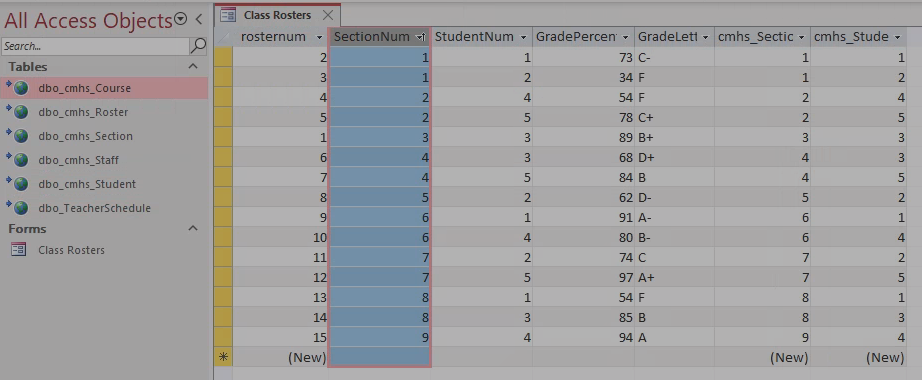 All Access Objects
Search...
Tables
dbo_cmhs_Course
dbo_cmhs_Roster
dbo_cmhs_Section
dbo_cmhs_Staff
dbo_cmhs_Student
dbo_TeacherSchedule
Forms
Class Rosters
Class Rosters
rosternum SectionNum StudentNum GradePercen GradeLett cmhs_Sectic cmhs_Stude
2 1 1 73 C- 1 1
3 1 2 34 F 1 2
4 2 4 54 F 2 4
5 2 5 78 C+ 2 5
1 3 3 89 B+ 3 3
6 4 3 68 D+ 4 3
7 4 5 84 B 4 5
8 5 2 62 D- 5 2
9 6 1 91 A- 6 1
10 6 4 80 B- 6 4
11 7 2 74 C 7 2
12 7 5 97 A+ 7 5
13 8 1 54 F 8 1
14 8 3 85 B 8 3
15 9 4 94 A 9 4
(New) (New) (New)